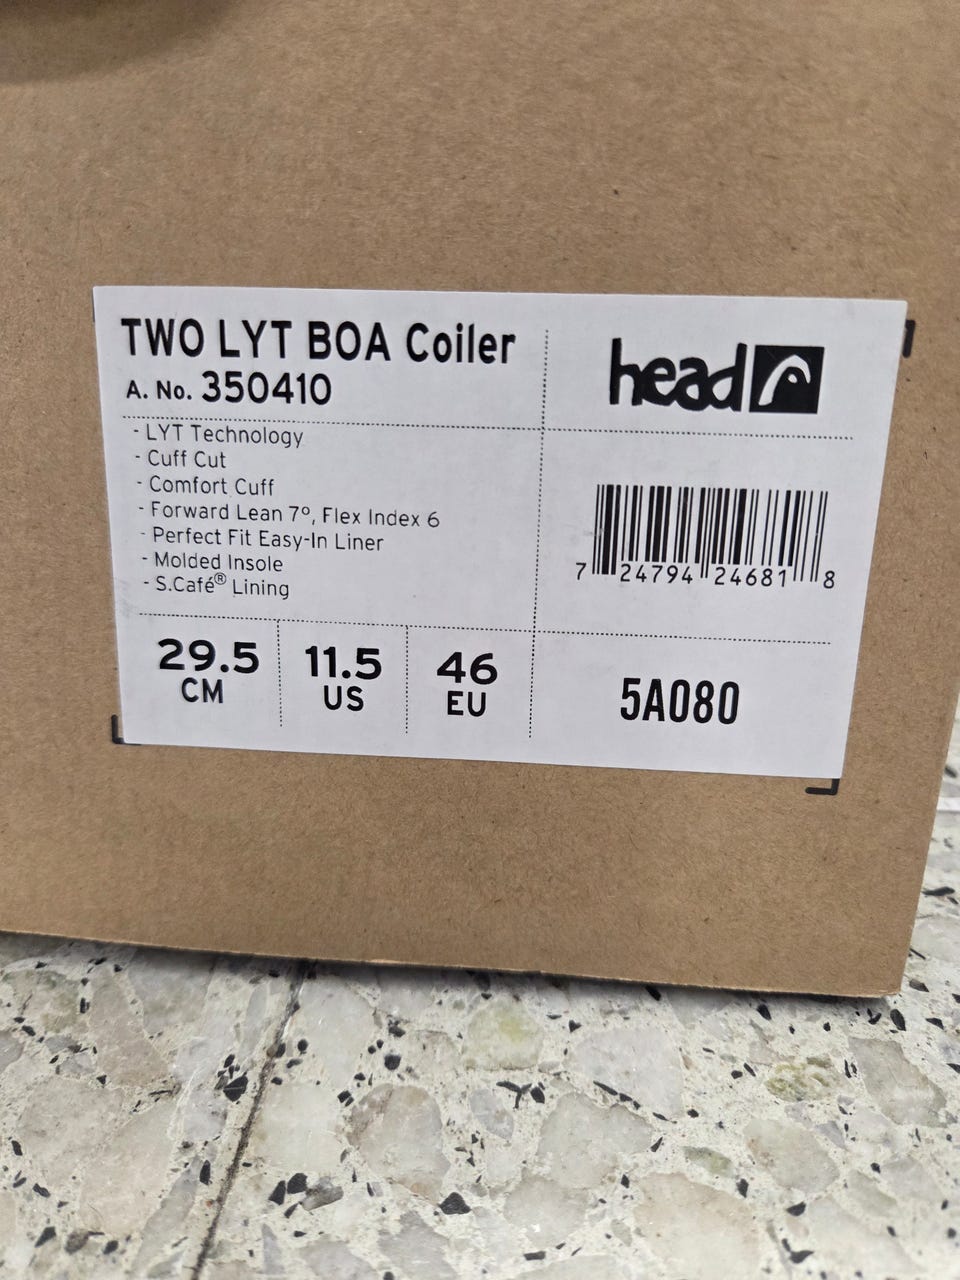 TWO LYT BOA Coiler
A. No. 350410
head
- LYT Technology
- Cuff Cut
- Comfort Cuff
- Forward Lean 7º, Flex Index 6
- Perfect Fit Easy-In Liner
- Molded Insole
- S.Café® Lining
7 24794 24681 8
29.5 CM
11.5 US
46 EU
5A080